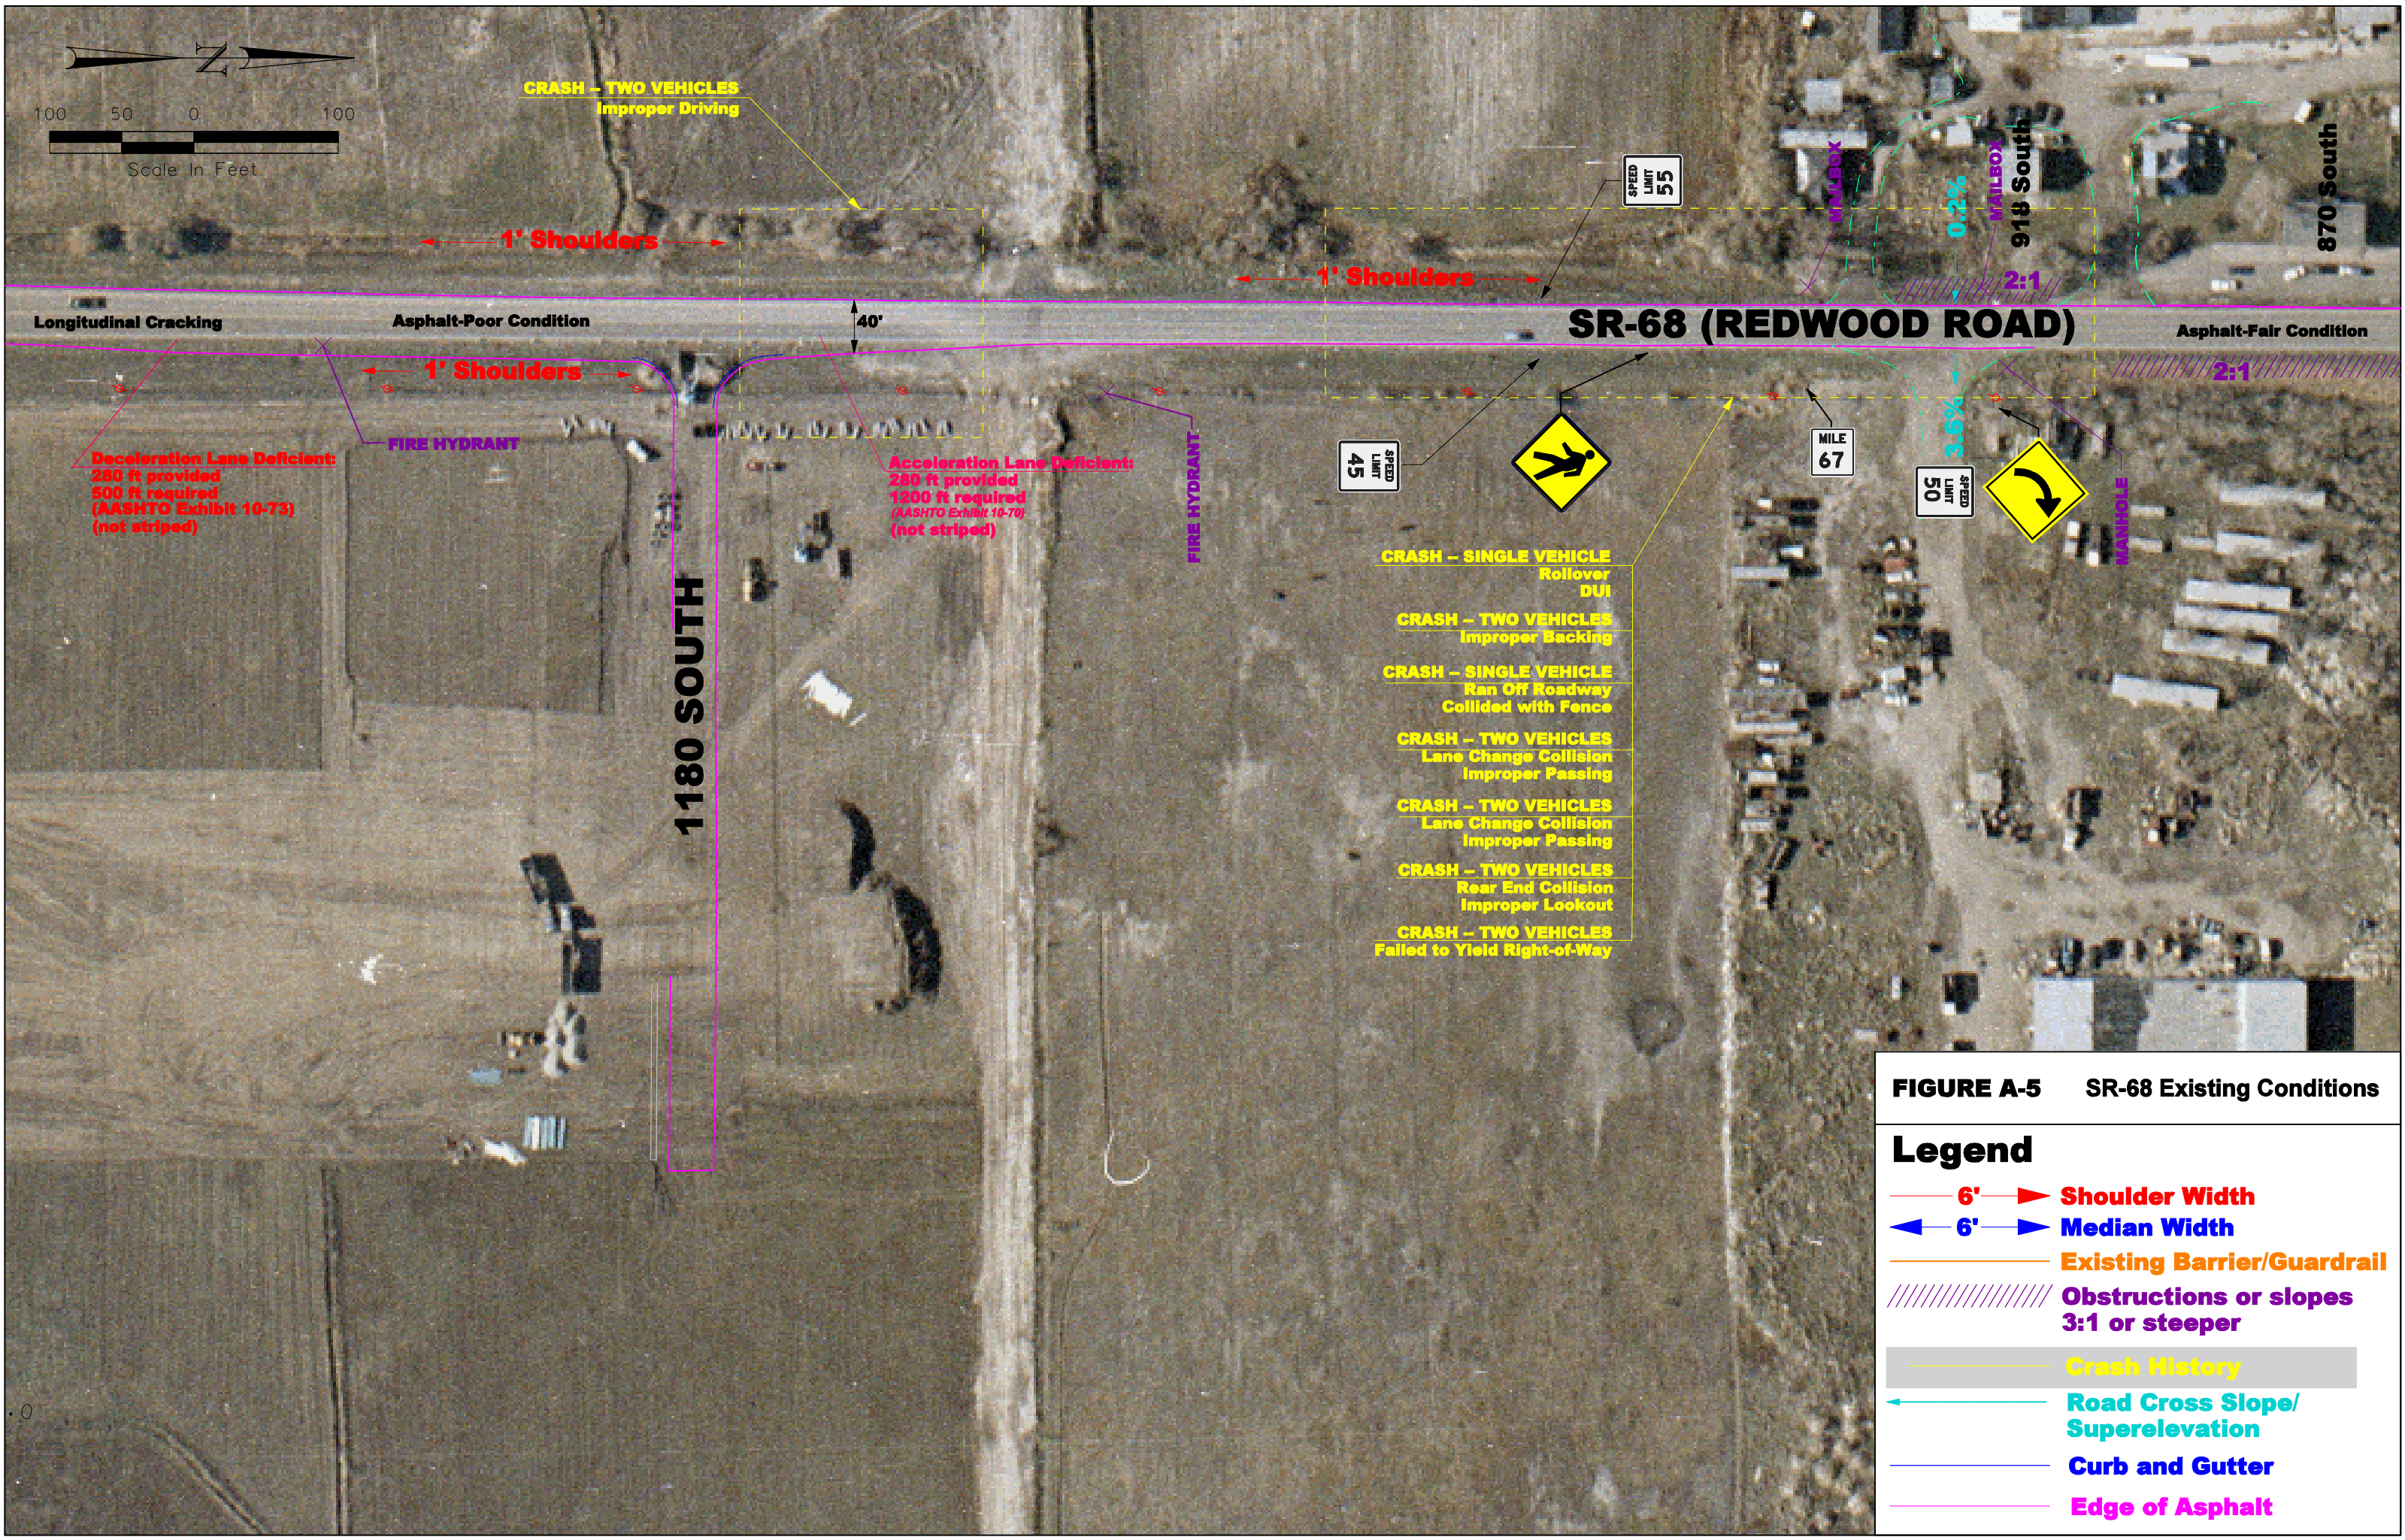 N
100 50 0 100
Scale In Feet
CRASH – TWO VEHICLES
Improper Driving
SPEED
LIMIT
55
MAILBOX
0.2%
MAILBOX
918 South
870 South
1' Shoulders
1' Shoulders
2:1
Longitudinal Cracking
Asphalt-Poor Condition
40'
SR-68 (REDWOOD ROAD)
Asphalt-Fair Condition
1' Shoulders
2:1
FIRE HYDRANT
Deceleration Lane Deficient:
280 ft provided
500 ft required
(AASHTO Exhibit 10-73)
(not striped)
Acceleration Lane Deficient:
280 ft provided
1200 ft required
(AASHTO Exhibit 10-70)
(not striped)
FIRE HYDRANT
SPEED
LIMIT
45
MILE
67
3.6%
SPEED
LIMIT
50
MANHOLE
1180 SOUTH
CRASH – SINGLE VEHICLE
Rollover
DUI
CRASH – TWO VEHICLES
Improper Backing
CRASH – SINGLE VEHICLE
Ran Off Roadway
Collided with Fence
CRASH – TWO VEHICLES
Lane Change Collision
Improper Passing
CRASH – TWO VEHICLES
Lane Change Collision
Improper Passing
CRASH – TWO VEHICLES
Rear End Collision
Improper Lookout
CRASH – TWO VEHICLES
Failed to Yield Right-of-Way
.0
FIGURE A-5 SR-68 Existing Conditions
Legend
6' Shoulder Width
6' Median Width
Existing Barrier/Guardrail
Obstructions or slopes
3:1 or steeper
Crash History
Road Cross Slope/
Superelevation
Curb and Gutter
Edge of Asphalt